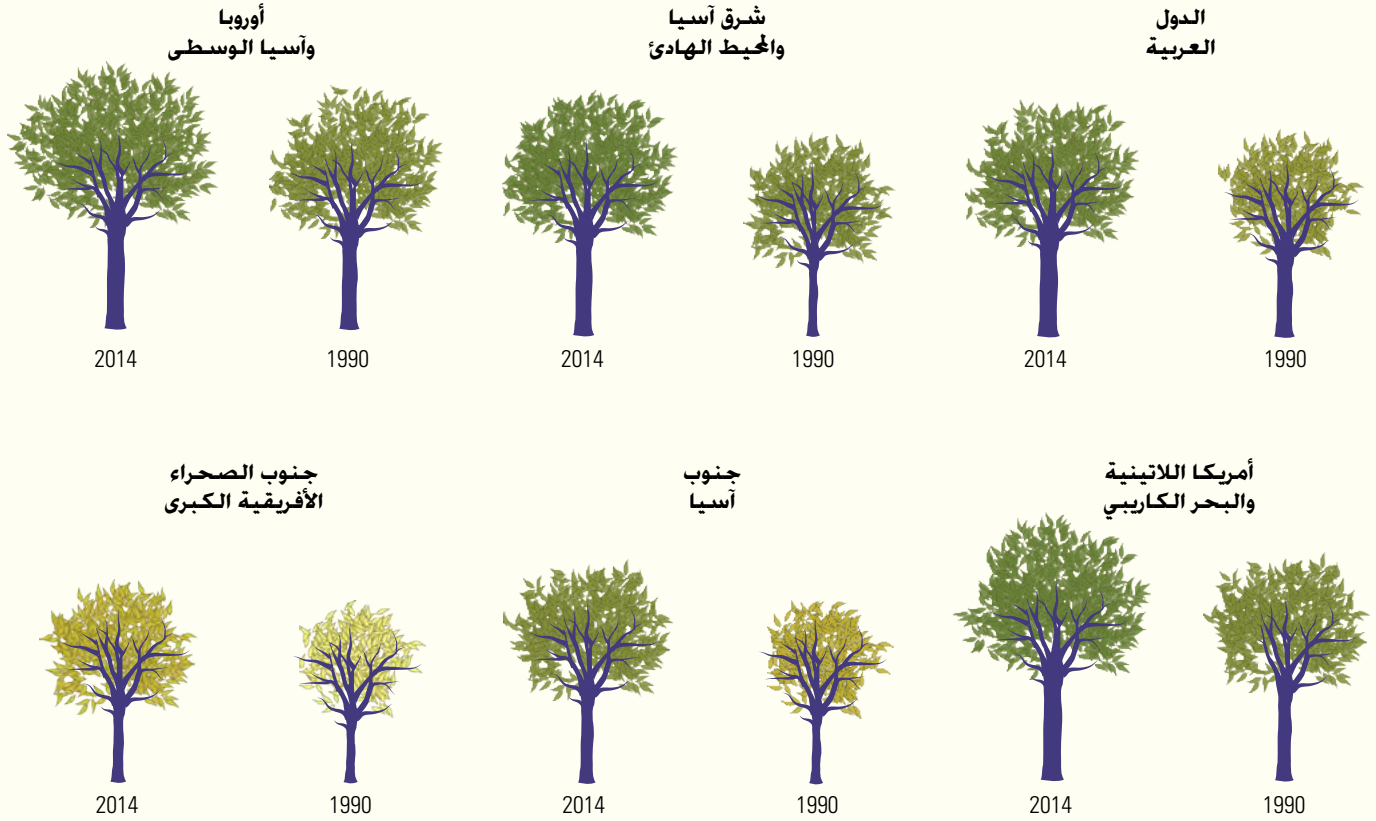 الدول
العربية
1990
2014
شرق آسيا
والمحيط الهادئ
1990
2014
أوروبا
وآسيا الوسطى
1990
2014
أمريكا اللاتينية
والبحر الكاريبي
1990
2014
جنوب
آسيا
1990
2014
جنوب الصحراء
الأفريقية الكبرى
1990
2014